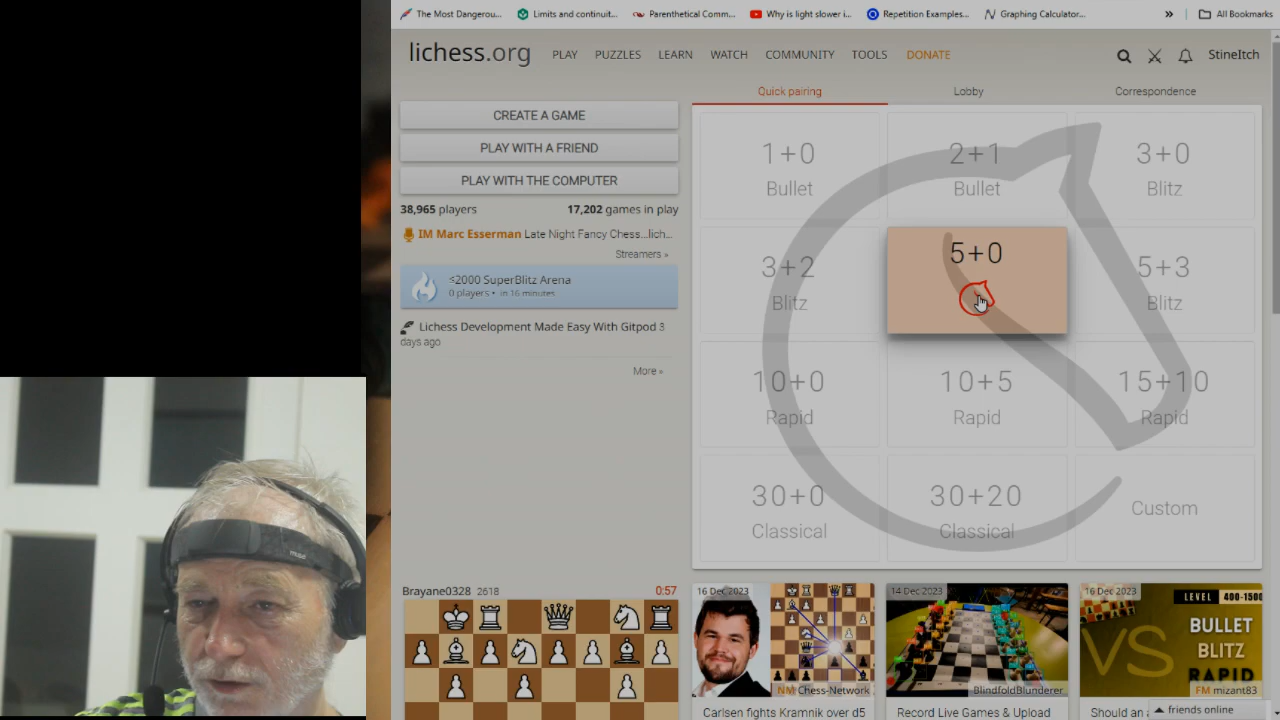 The Most Dangerou...
Limits and continuit...
Parenthetical Comm...
Why is light slower i...
Repetition Examples...
Graphing Calculator...
»
All Bookmarks
lichess.org
PLAY
PUZZLES
LEARN
WATCH
COMMUNITY
TOOLS
DONATE
StineItch
Quick pairing
Lobby
Correspondence
CREATE A GAME
PLAY WITH A FRIEND
PLAY WITH THE COMPUTER
38,965 players
17,202 games in play
IM Marc Esserman Late Night Fancy Chess...lich...
Streamers »
≤2000 SuperBlitz Arena
0 players • in 16 minutes
Lichess Development Made Easy With Gitpod 3
days ago
More »
1+0
Bullet
2+1
Bullet
3+0
Blitz
3+2
Blitz
5+0
5+3
Blitz
10+0
Rapid
10+5
Rapid
15+10
Rapid
30+0
Classical
30+20
Classical
Custom
Brayane0328 2618
0:57
16 Dec 2023
NM Chess-Network
Carlsen fights Kramnik over d5
14 Dec 2023
BlindfoldBlunderer
Record Live Games & Upload
16 Dec 2023
LEVEL 400-1500
BULLET
BLITZ
RAPID
VS
FM mizant83
Should an
friends online